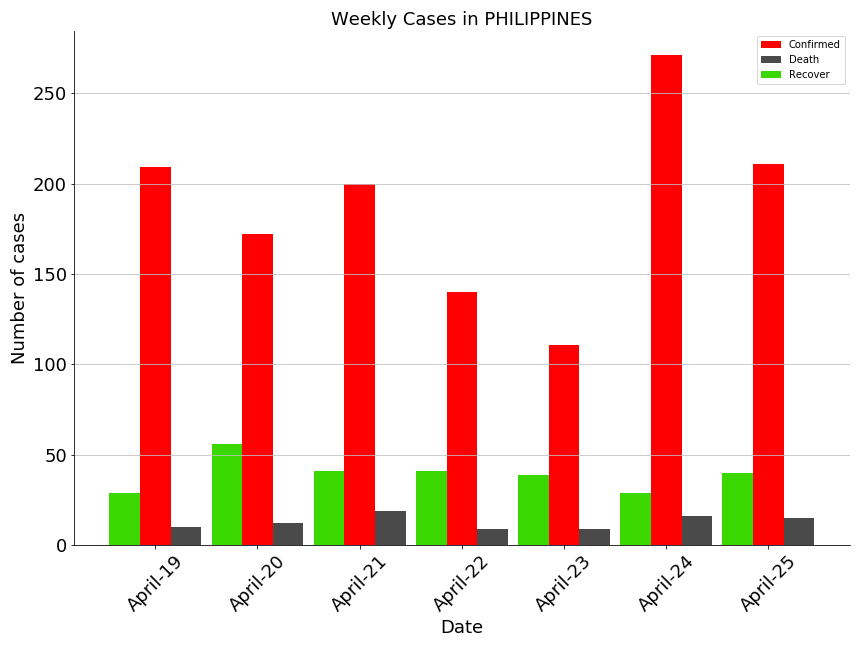 Weekly Cases in PHILIPPINES
Confirmed
Death
Recover
Number of cases
250
200
150
100
50
0
April-19
April-20
April-21
April-22
April-23
April-24
April-25
Date